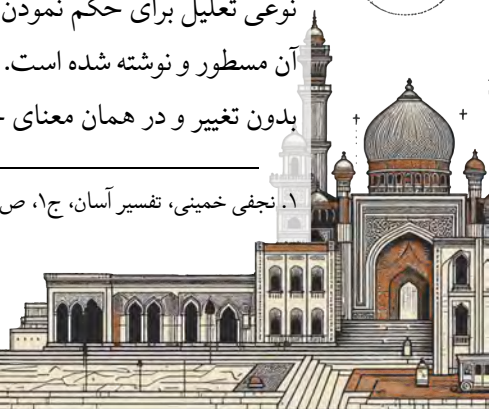 نوعی تعلیل برای حکم نمودن
آن مسطور و نوشته شده است.
بدون تغییر و در همان معنای
۱. نجفی خمینی، تفسیر آسان، ج۱، ص